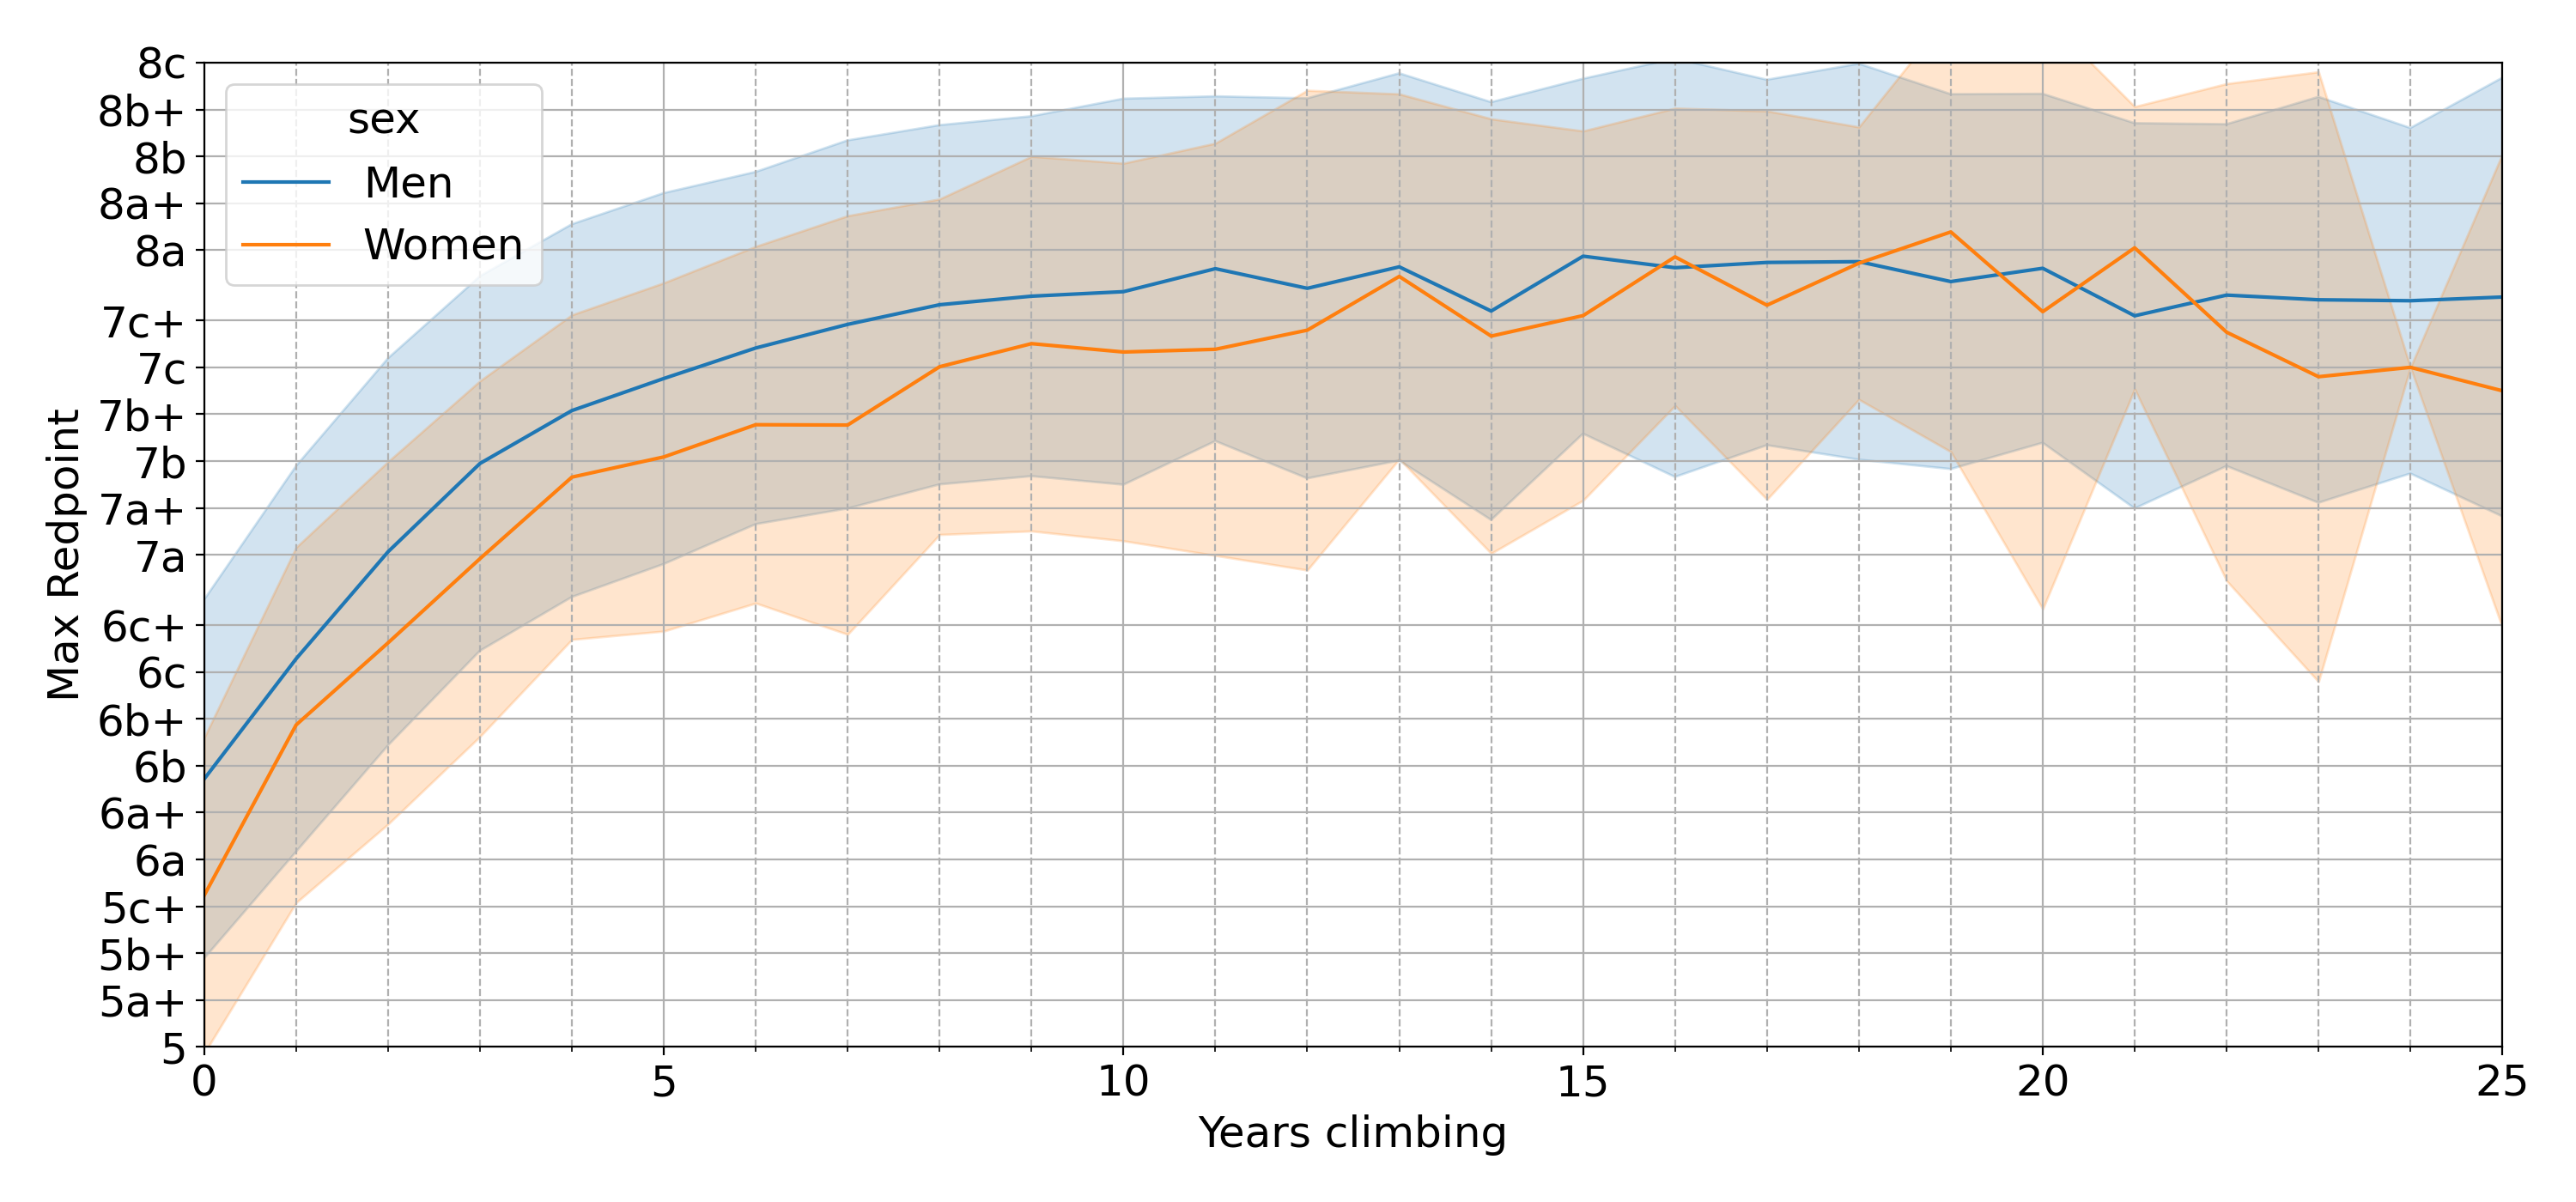 8c
8b+
8b
8a+
8a
7c+
7c
7b+
7b
7a+
7a
6c+
6c
6b+
6b
6a+
6a
5c+
5b+
5a+
5
Max Redpoint
sex
Men
Women
0 5 10 15 20 25
Years climbing